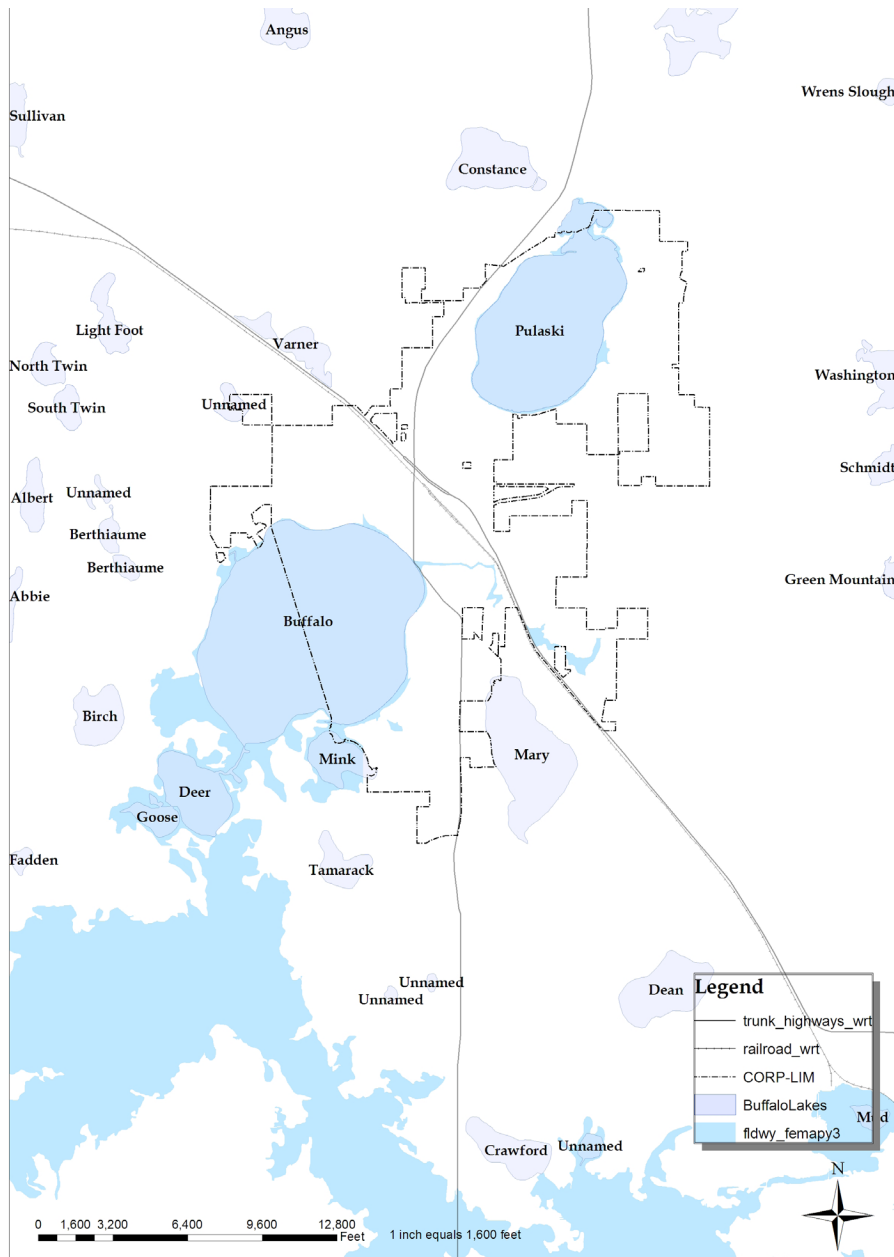 Angus
Wrens Slough
Sullivan
Constance
Light Foot
Pulaski
Varner
North Twin
Washington
South Twin
Unnamed
Schmidt
Albert
Unnamed
Berthiaume
Berthiaume
Green Mountain
Abbie
Buffalo
Birch
Mary
Mink
Deer
Goose
Fadden
Tamarack
Unnamed
Dean
Unnamed
Legend
trunk_highways_wrt
railroad_wrt
CORP-LIM
BuffaloLakes
Mud
fldwy_femapy3
Crawford
Unnamed
N
0 1,600 3,200 6,400 9,600 12,800
Feet
1 inch equals 1,600 feet